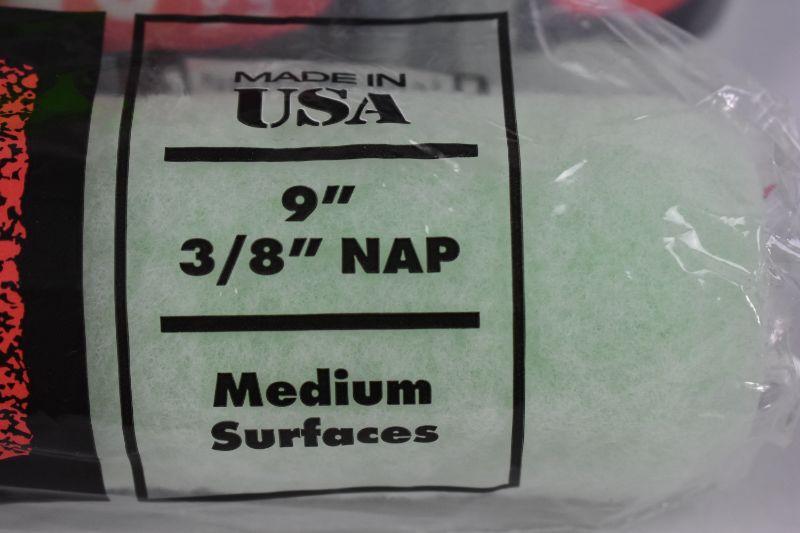 MADE IN
USA
9"
3/8" NAP
Medium
Surfaces